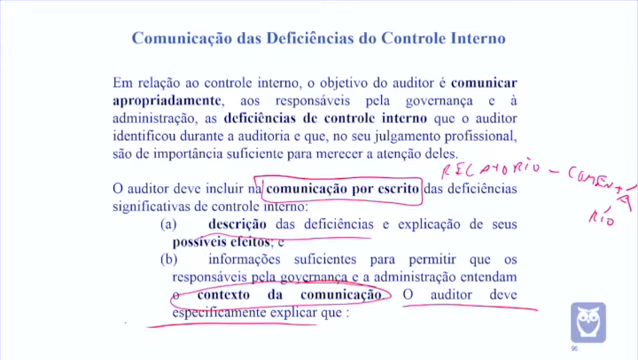 Comunicação das Deficiências do Controle Interno
Em relação ao controle interno, o objetivo do auditor é comunicar
apropriadamente, aos responsáveis pela governança e à
administração, as deficiências de controle interno que o auditor
identificou durante a auditoria e que, no seu julgamento profissional,
são de importância suficiente para merecer a atenção deles.
RELATORIO - COMENTÁ
RIO
O auditor deve incluir na comunicação por escrito das deficiências
significativas de controle interno:
(a) descrição das deficiências e explicação de seus
possíveis efeitos; e
(b) informações suficientes para permitir que os
responsáveis pela governança e a administração entendam
o contexto da comunicação. O auditor deve
especificamente explicar que :